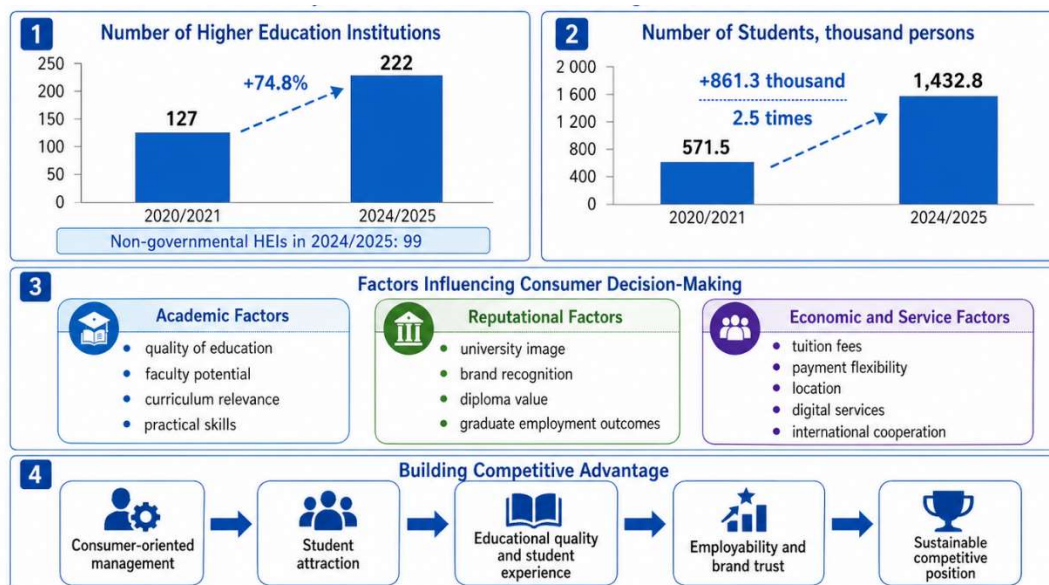 1
Number of Higher Education Institutions
250
200
150
100
50
0
127
+74.8%
222
2020/2021
2024/2025
Non-governmental HEIs in 2024/2025: 99
2
Number of Students, thousand persons
2 000
1 600
1 200
800
400
0
571.5
+861.3 thousand
2.5 times
1,432.8
2020/2021
2024/2025
3
Factors Influencing Consumer Decision-Making
Academic Factors
• quality of education
• faculty potential
• curriculum relevance
• practical skills
Reputational Factors
• university image
• brand recognition
• diploma value
• graduate employment outcomes
Economic and Service Factors
• tuition fees
• payment flexibility
• location
• digital services
• international cooperation
4
Building Competitive Advantage
Consumer-oriented
management
Student
attraction
Educational quality
and student
experience
Employability and
brand trust
Sustainable
competitive
position